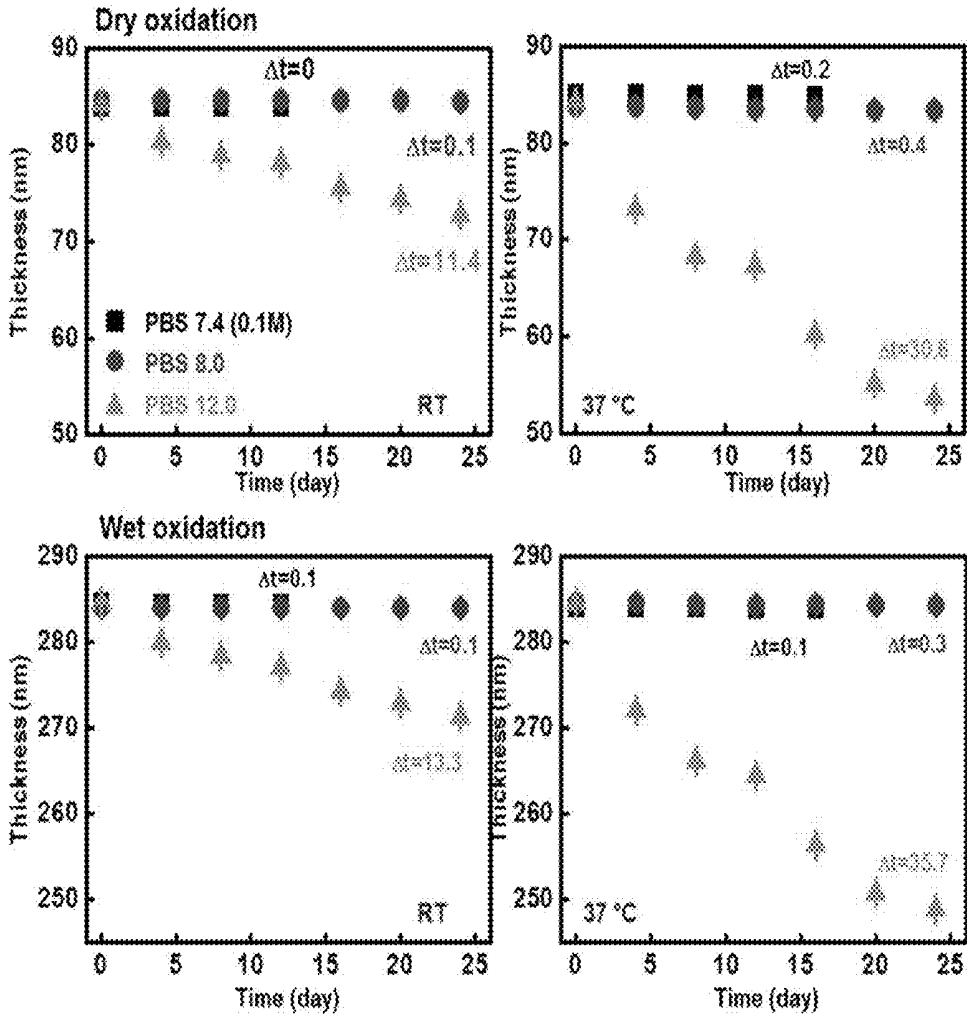 Dry oxidation
90
80
70
60
50
Thickness (nm)
Δt=0
Δt=0.1
Δt=11.4
PBS 7.4 (0.1M)
PBS 8.0
PBS 12.0
RT
0 5 10 15 20 25
Time (day)
90
80
70
60
50
Thickness (nm)
Δt=0.2
Δt=0.4
Δt=30.6
37 °C
0 5 10 15 20 25
Time (day)
Wet oxidation
290
280
270
260
250
Thickness (nm)
Δt=0.1
Δt=0.1
Δt=13.3
RT
0 5 10 15 20 25
Time (day)
290
280
270
260
250
Thickness (nm)
Δt=0.1
Δt=0.3
Δt=35.7
37 °C
0 5 10 15 20 25
Time (day)